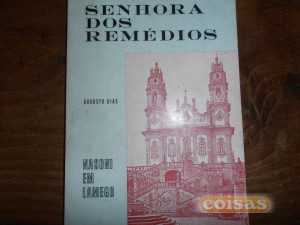 SENHORA
DOS
REMÉDIOS
AUGUSTO DIAS
NASONI
EM
LAMEGO
coisas